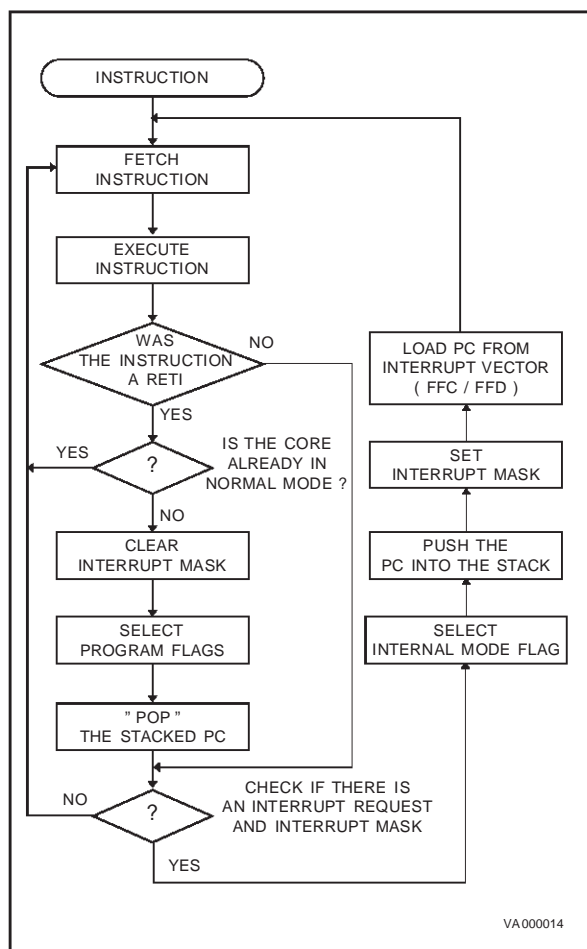 INSTRUCTION
FETCH
INSTRUCTION
EXECUTE
INSTRUCTION
WAS
THE INSTRUCTION
A RETI
NO
YES
?
YES
IS THE CORE
ALREADY IN
NORMAL MODE ?
NO
CLEAR
INTERRUPT MASK
SELECT
PROGRAM FLAGS
" POP "
THE STACKED PC
?
NO
CHECK IF THERE IS
AN INTERRUPT REQUEST
AND INTERRUPT MASK
YES
SELECT
INTERNAL MODE FLAG
PUSH THE
PC INTO THE STACK
SET
INTERRUPT MASK
LOAD PC FROM
INTERRUPT VECTOR
( FFC / FFD )
VA000014